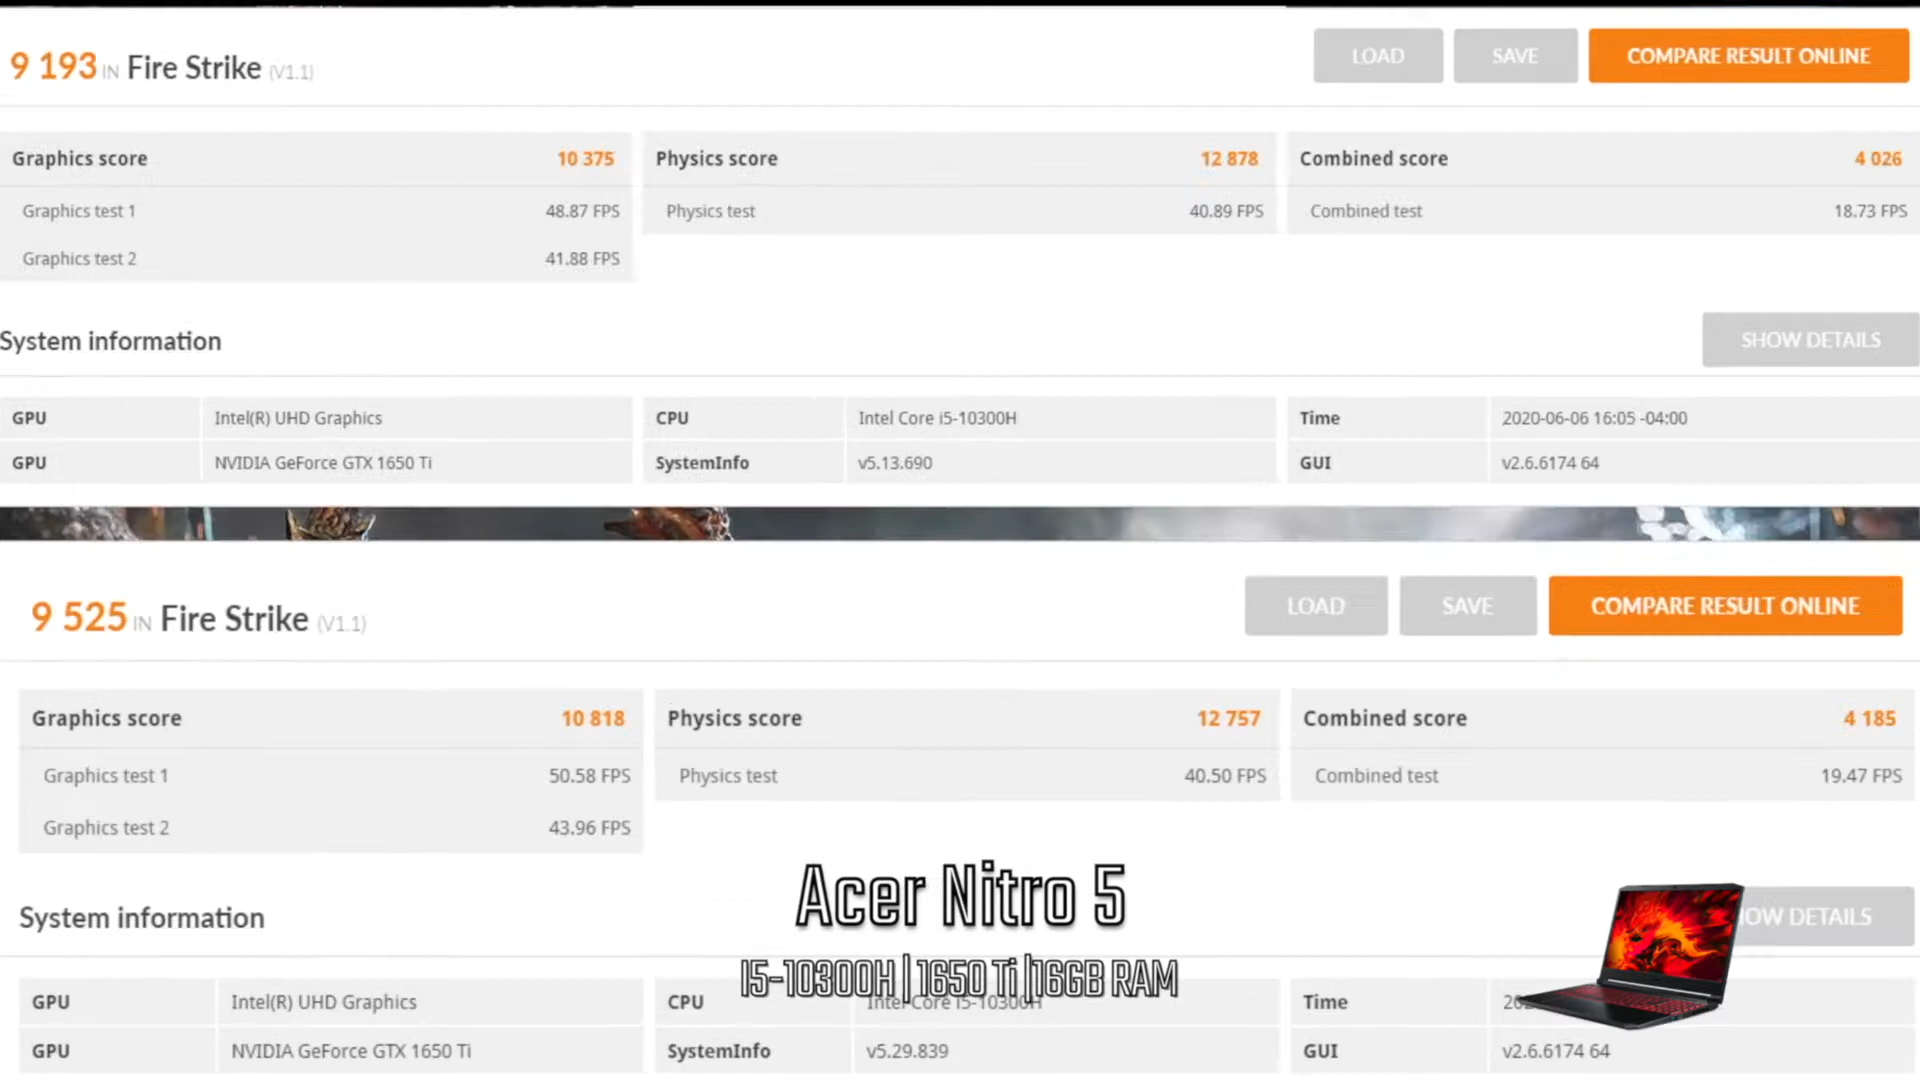 9 193 IN Fire Strike (V1.1)
LOAD SAVE COMPARE RESULT ONLINE
Graphics score 10 375 Physics score 12 878 Combined score 4 026
Graphics test 1 48.87 FPS Physics test 40.89 FPS Combined test 18.73 FPS
Graphics test 2 41.88 FPS
System information SHOW DETAILS
GPU Intel(R) UHD Graphics CPU Intel Core i5-10300H Time 2020-06-06 16:05 -04:00
GPU NVIDIA GeForce GTX 1650 Ti SystemInfo v5.13.690 GUI v2.6.6174 64
9 525 IN Fire Strike (V1.1)
LOAD SAVE COMPARE RESULT ONLINE
Graphics score 10 818 Physics score 12 757 Combined score 4 185
Graphics test 1 50.58 FPS Physics test 40.50 FPS Combined test 19.47 FPS
Graphics test 2 43.96 FPS
Acer Nitro 5
System information DETAILS
I5-10300H | 1650 Ti | 16GB RAM
GPU Intel(R) UHD Graphics CPU Intel Core i5-10300H Time
GPU NVIDIA GeForce GTX 1650 Ti SystemInfo v5.29.839 GUI v2.6.6174 64